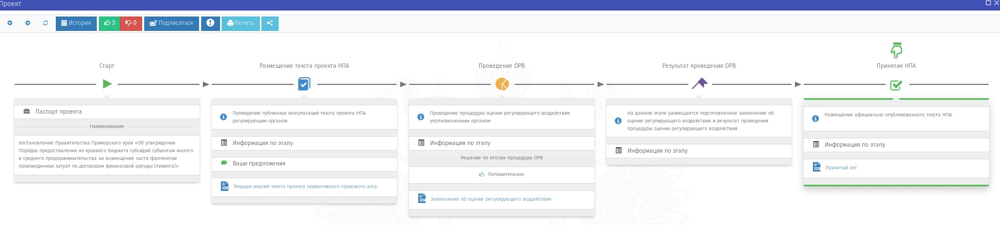 Проект
История
3
0
Подписаться
Печать
Старт
Размещение текста проекта НПА
Проведение ОРВ
Результат проведения ОРВ
Принятие НПА
Паспорт проекта
Наименование
постановление Правительства Приморского края «Об утверждении
Порядка предоставления из краевого бюджета субсидий субъектам малого
и среднего предпринимательства на возмещение части фактически
произведенных затрат по договорам финансовой аренды (лизинга)»
Проведение публичных консультаций текста проекта НПА
регулирующим органом
Информация по этапу
Ваши предложения
Текущая версия текста проекта нормативного правового акта
Проведение процедуры оценки регулирующего воздействия
уполномоченным органом
Информация по этапу
Решение по итогам процедуры ОРВ
Положительное
Заключение об оценке регулирующего воздействия
На данном этапе размещается подготовленное заключение об
оценке регулирующего воздействия и результат проведения
процедуры оценки регулирующего воздействия
Информация по этапу
Размещение официально опубликованного текста НПА
Информация по этапу
Принятый акт